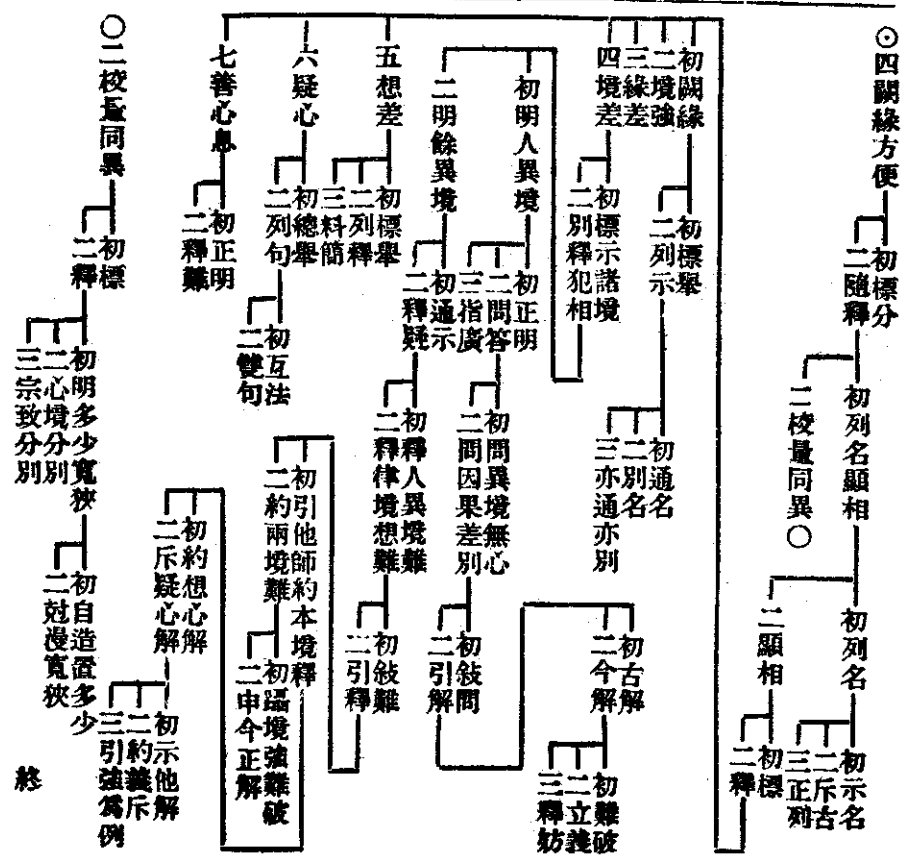 ⊙四闕緣方便
初標分
二隨釋
初列名顯相
二校量同異〇
初列名
二顯相
初示名
二斥古
三正列
初標
二釋
初闕緣
二境強
三緣差
四境差
五想差
六疑心
七善心息
初標舉
二列示
初通名
二別名
三亦通亦別
初標示諸境
二別釋犯相
初明人異境
二明餘異境
初正明
二問答
三指廣
初問異境無心
二問因果差別
初敍問
二引解
初古解
二今解
初難破
二立義
三釋妨
初通示
二釋疑
初釋人異境難
二釋律境想難
初敍難
二引釋
初引他師約本境釋
二約兩境難
初躡境強難破
二申今正解
初約想心解
二斥疑心解
初示他解
二約義斥
三引強為例
初標舉
二列釋
三料簡
初總舉
二列句
初互法
二雙句
初正明
二釋難
〇二校量同異
初標
二釋
初明多少寬狹
二心境分別
三宗致分別
初自造置多少
二尅漫寬狹
終